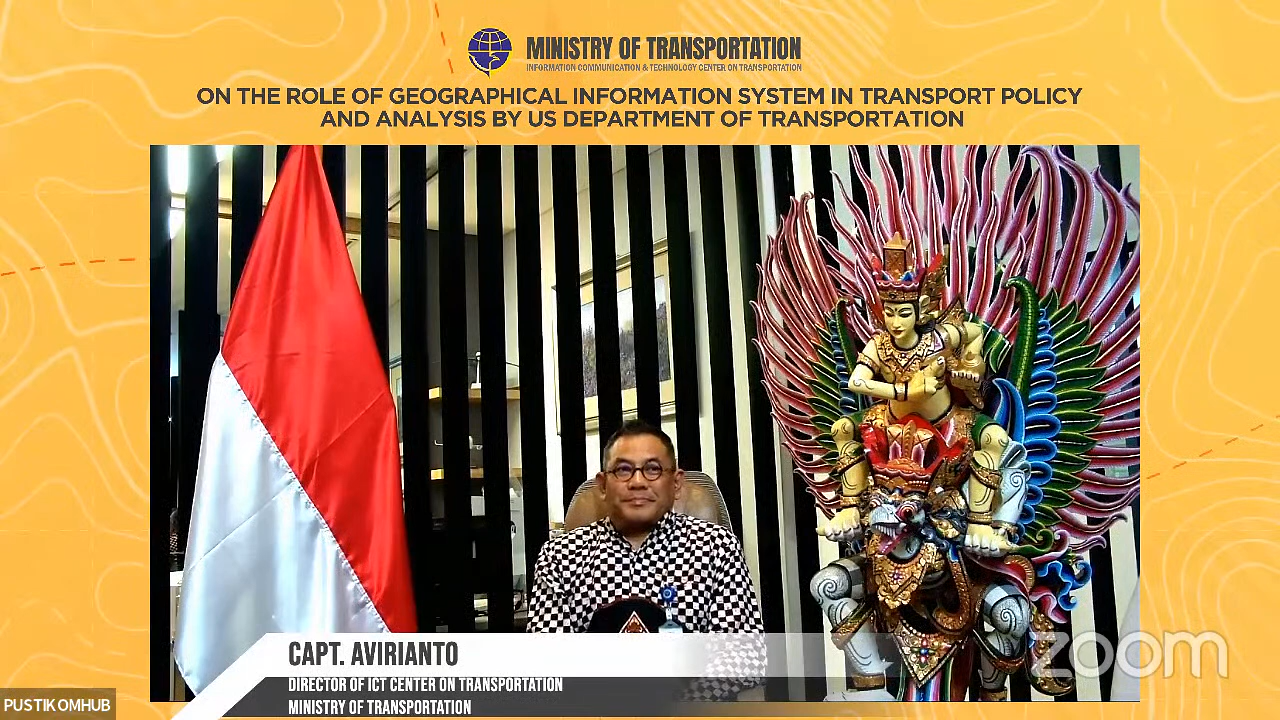 MINISTRY OF TRANSPORTATION
INFORMATION COMMUNICATION & TECHNOLOGY CENTER ON TRANSPORTATION
ON THE ROLE OF GEOGRAPHICAL INFORMATION SYSTEM IN TRANSPORT POLICY
AND ANALYSIS BY US DEPARTMENT OF TRANSPORTATION
CAPT. AVIRIANTO
DIRECTOR OF ICT CENTER ON TRANSPORTATION
MINISTRY OF TRANSPORTATION
zoom
PUSTIKOMHUB